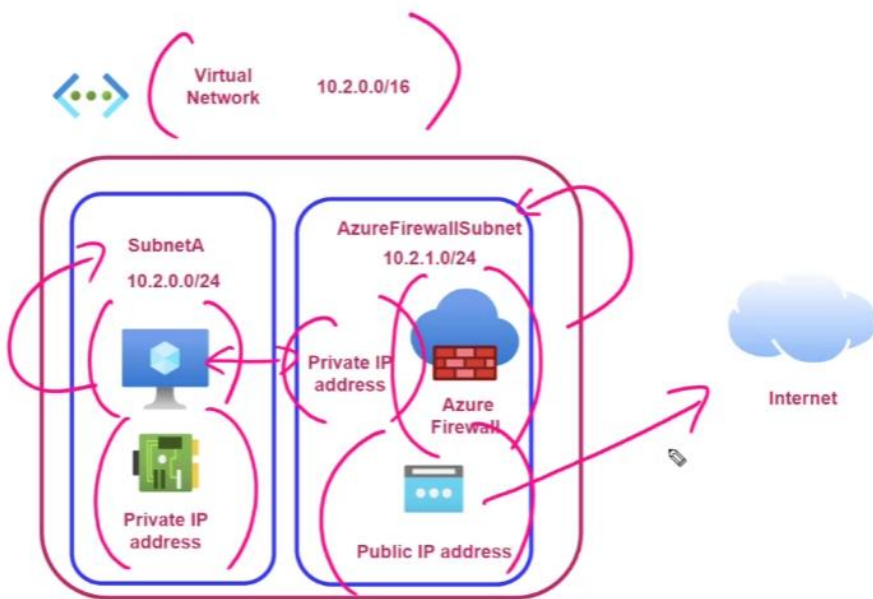 Virtual
Network
10.2.0.0/16
SubnetA
10.2.0.0/24
AzureFirewallSubnet
10.2.1.0/24
Private IP
address
Azure
Firewall
Private IP
address
Public IP address
Internet